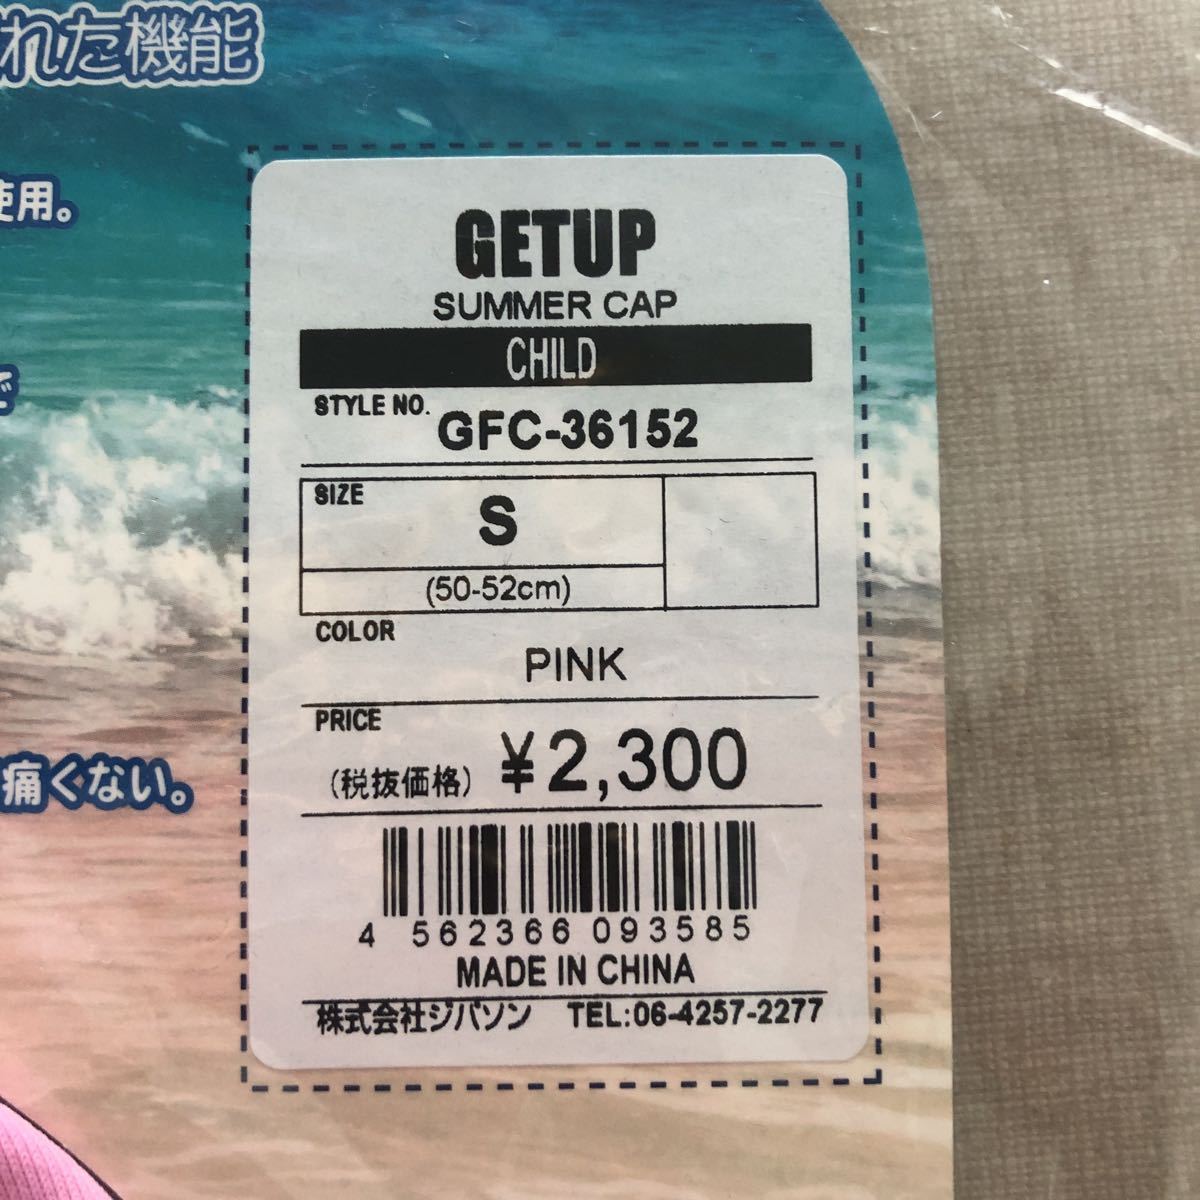 れた機能
使用。
で
痛くない。
GETUP
SUMMER CAP
CHILD
STYLE NO. GFC-36152
SIZE S
(50-52cm)
COLOR
PINK
PRICE
(税抜価格) ¥2,300
4 562366 093585
MADE IN CHINA
株式会社ジバソン TEL:06-4257-2277